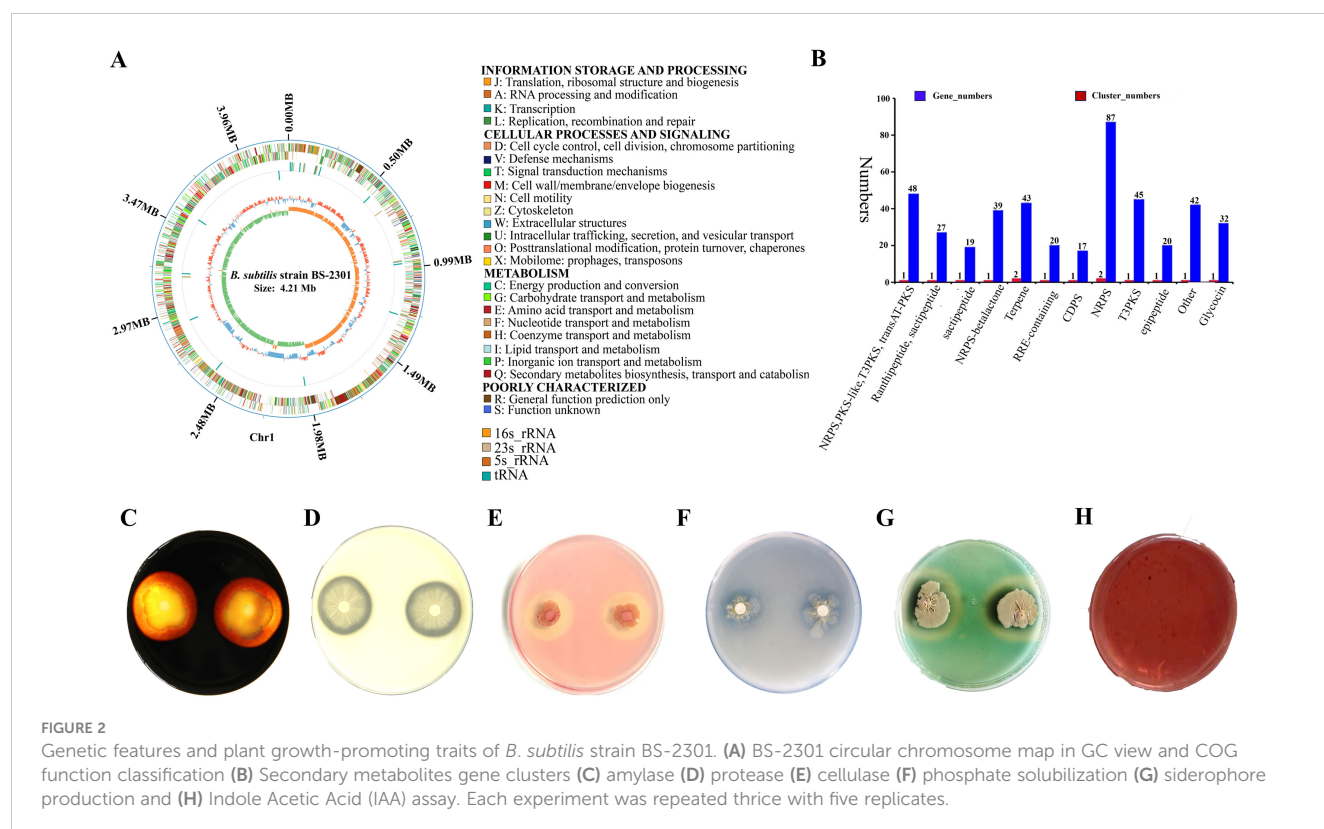 A
0.00MB
0.50MB
0.99MB
1.49MB
1.98MB
2.48MB
2.97MB
3.47MB
3.96MB
B. subtilis strain BS-2301
Size: 4.21 Mb
Chr1
INFORMATION STORAGE AND PROCESSING
J: Translation, ribosomal structure and biogenesis
A: RNA processing and modification
K: Transcription
L: Replication, recombination and repair
CELLULAR PROCESSES AND SIGNALING
D: Cell cycle control, cell division, chromosome partitioning
V: Defense mechanisms
T: Signal transduction mechanisms
M: Cell wall/membrane/envelope biogenesis
N: Cell motility
Z: Cytoskeleton
W: Extracellular structures
U: Intracellular trafficking, secretion, and vesicular transport
O: Posttranslational modification, protein turnover, chaperones
X: Mobilome: prophages, transposons
METABOLISM
C: Energy production and conversion
G: Carbohydrate transport and metabolism
E: Amino acid transport and metabolism
F: Nucleotide transport and metabolism
H: Coenzyme transport and metabolism
I: Lipid transport and metabolism
P: Inorganic ion transport and metabolism
Q: Secondary metabolites biosynthesis, transport and catabolism
POORLY CHARACTERIZED
R: General function prediction only
S: Function unknown
16s_rRNA
23s_rRNA
5s_rRNA
tRNA
B
Gene_numbers
Cluster_numbers
Numbers
100
80
60
40
20
0
1 48
1 27
1 19
1 39
2 43
1 20
1 17
2 87
1 45
1 20
1 42
1 32
NRPS,PKS-like,T3PKS, transAT-PKS
Ranthipeptide, sactipeptide
sactipeptide
NRPS-betalactone
Terpene
RRE-containing
CDPS
NRPS
T3PKS
epipeptide
Other
Glycocin
C
D
E
F
G
H
FIGURE 2
Genetic features and plant growth-promoting traits of B. subtilis strain BS-2301. (A) BS-2301 circular chromosome map in GC view and COG
function classification (B) Secondary metabolites gene clusters (C) amylase (D) protease (E) cellulase (F) phosphate solubilization (G) siderophore
production and (H) Indole Acetic Acid (IAA) assay. Each experiment was repeated thrice with five replicates.